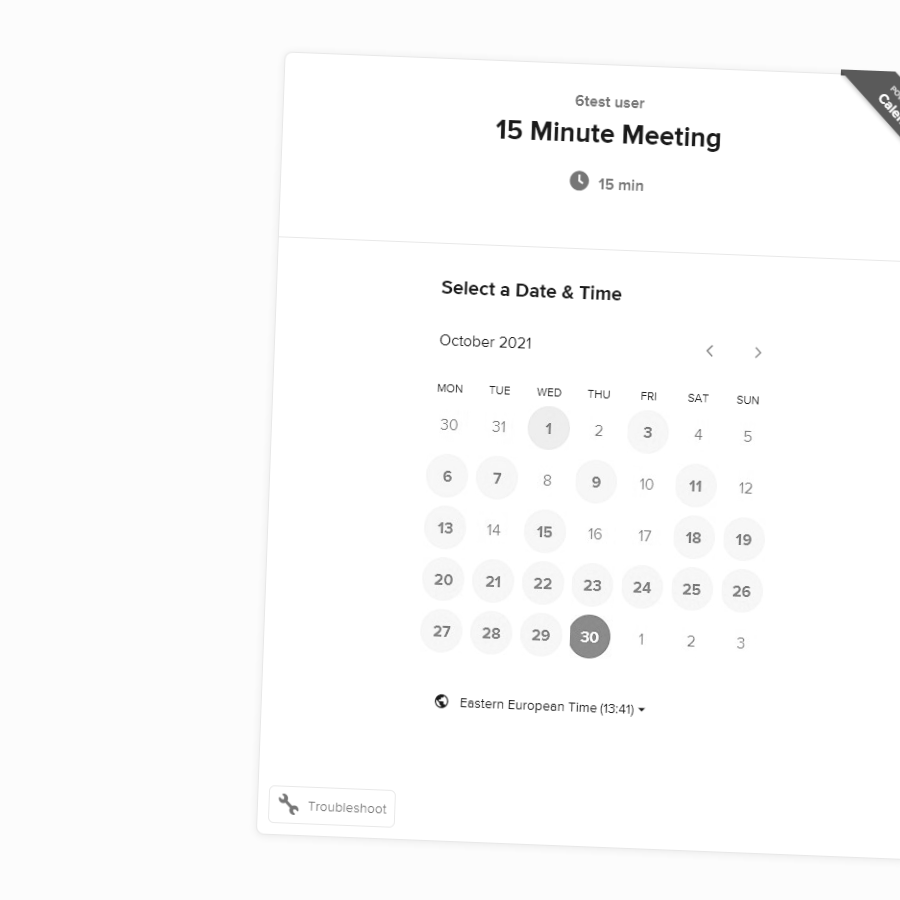 6test user
15 Minute Meeting
15 min
Select a Date & Time
October 2021
MON TUE WED THU FRI SAT SUN
30 31 1 2 3 4 5
6 7 8 9 10 11 12
13 14 15 16 17 18 19
20 21 22 23 24 25 26
27 28 29 30 1 2 3
Eastern European Time (13:41)
Troubleshoot